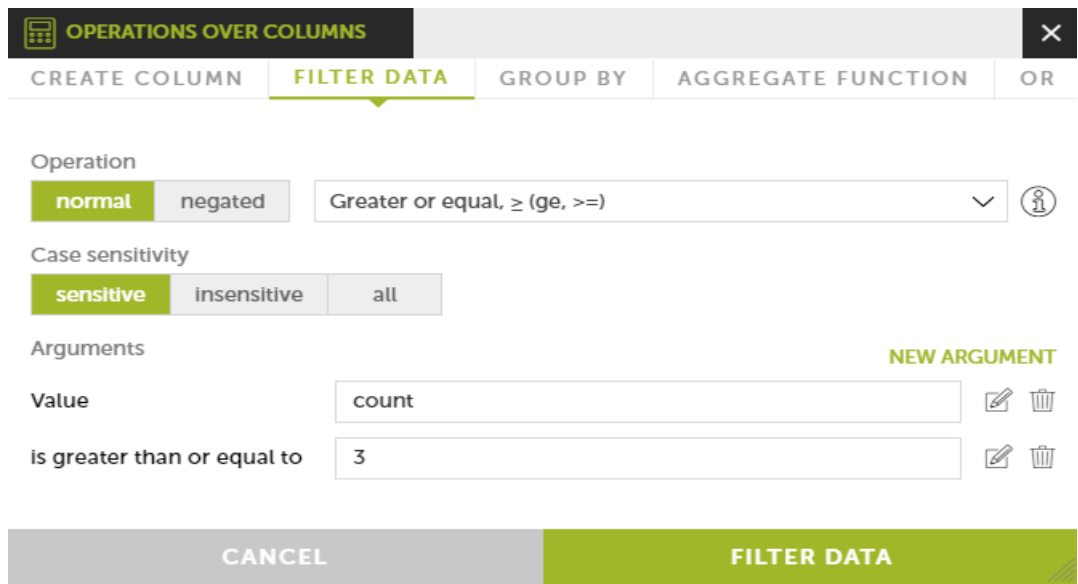 OPERATIONS OVER COLUMNS
CREATE COLUMN FILTER DATA GROUP BY AGGREGATE FUNCTION OR
Operation
normal negated Greater or equal, ≥ (ge, >=)
Case sensitivity
sensitive insensitive all
Arguments
NEW ARGUMENT
Value count
is greater than or equal to 3
CANCEL FILTER DATA